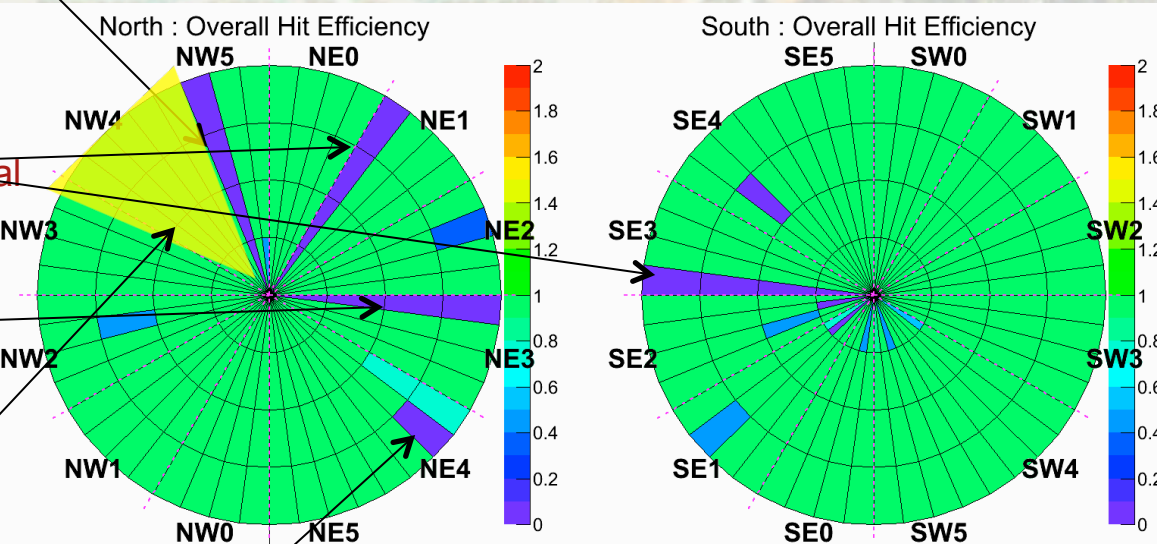 North : Overall Hit Efficiency
NW5
NE0
NW4
NE1
al
NW3
NE2
NW2
NE3
NW1
NE4
NW0
NE5
2
1.8
1.6
1.4
1.2
1
0.8
0.6
0.4
0.2
0
South : Overall Hit Efficiency
SE5
SW0
SE4
SW1
SE3
SW2
SE2
SW3
SE1
SW4
SE0
SW5
2
1.8
1.6
1.4
1.2
1
0.8
0.6
0.4
0.2
0